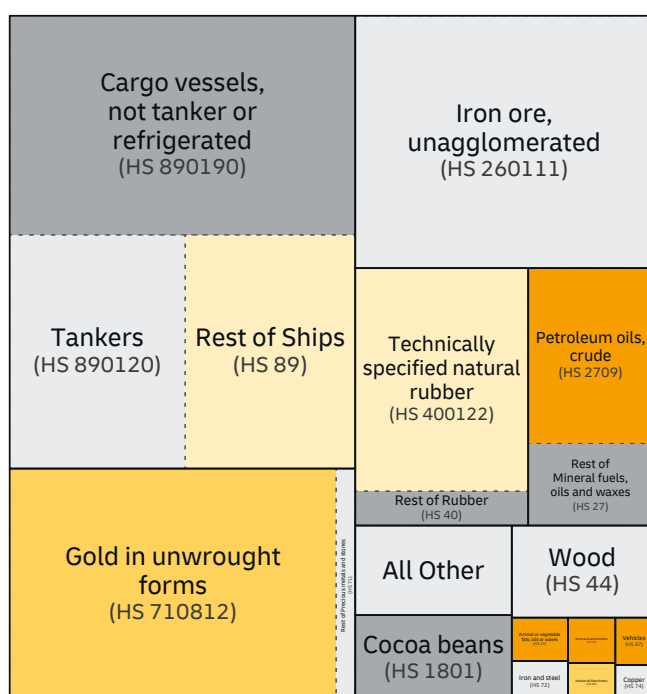 Cargo vessels,
not tanker or
refrigerated
(HS 890190)
Iron ore,
unagglomerated
(HS 260111)
Tankers
(HS 890120)
Rest of Ships
(HS 89)
Technically
specified natural
rubber
(HS 400122)
Petroleum oils,
crude
(HS 2709)
Rest of Rubber
(HS 40)
Rest of
Mineral fuels,
oils and waxes
(HS 27)
Gold in unwrought
forms
(HS 710812)
Rest of Precious metals and stones
(HS 71)
All Other
Wood
(HS 44)
Cocoa beans
(HS 1801)
Animal or vegetable
fats, oils or waxes
(HS 15)
Vehicles
(HS 87)
Iron and steel
(HS 72)
Industrial Machinery
Copper
(HS 74)